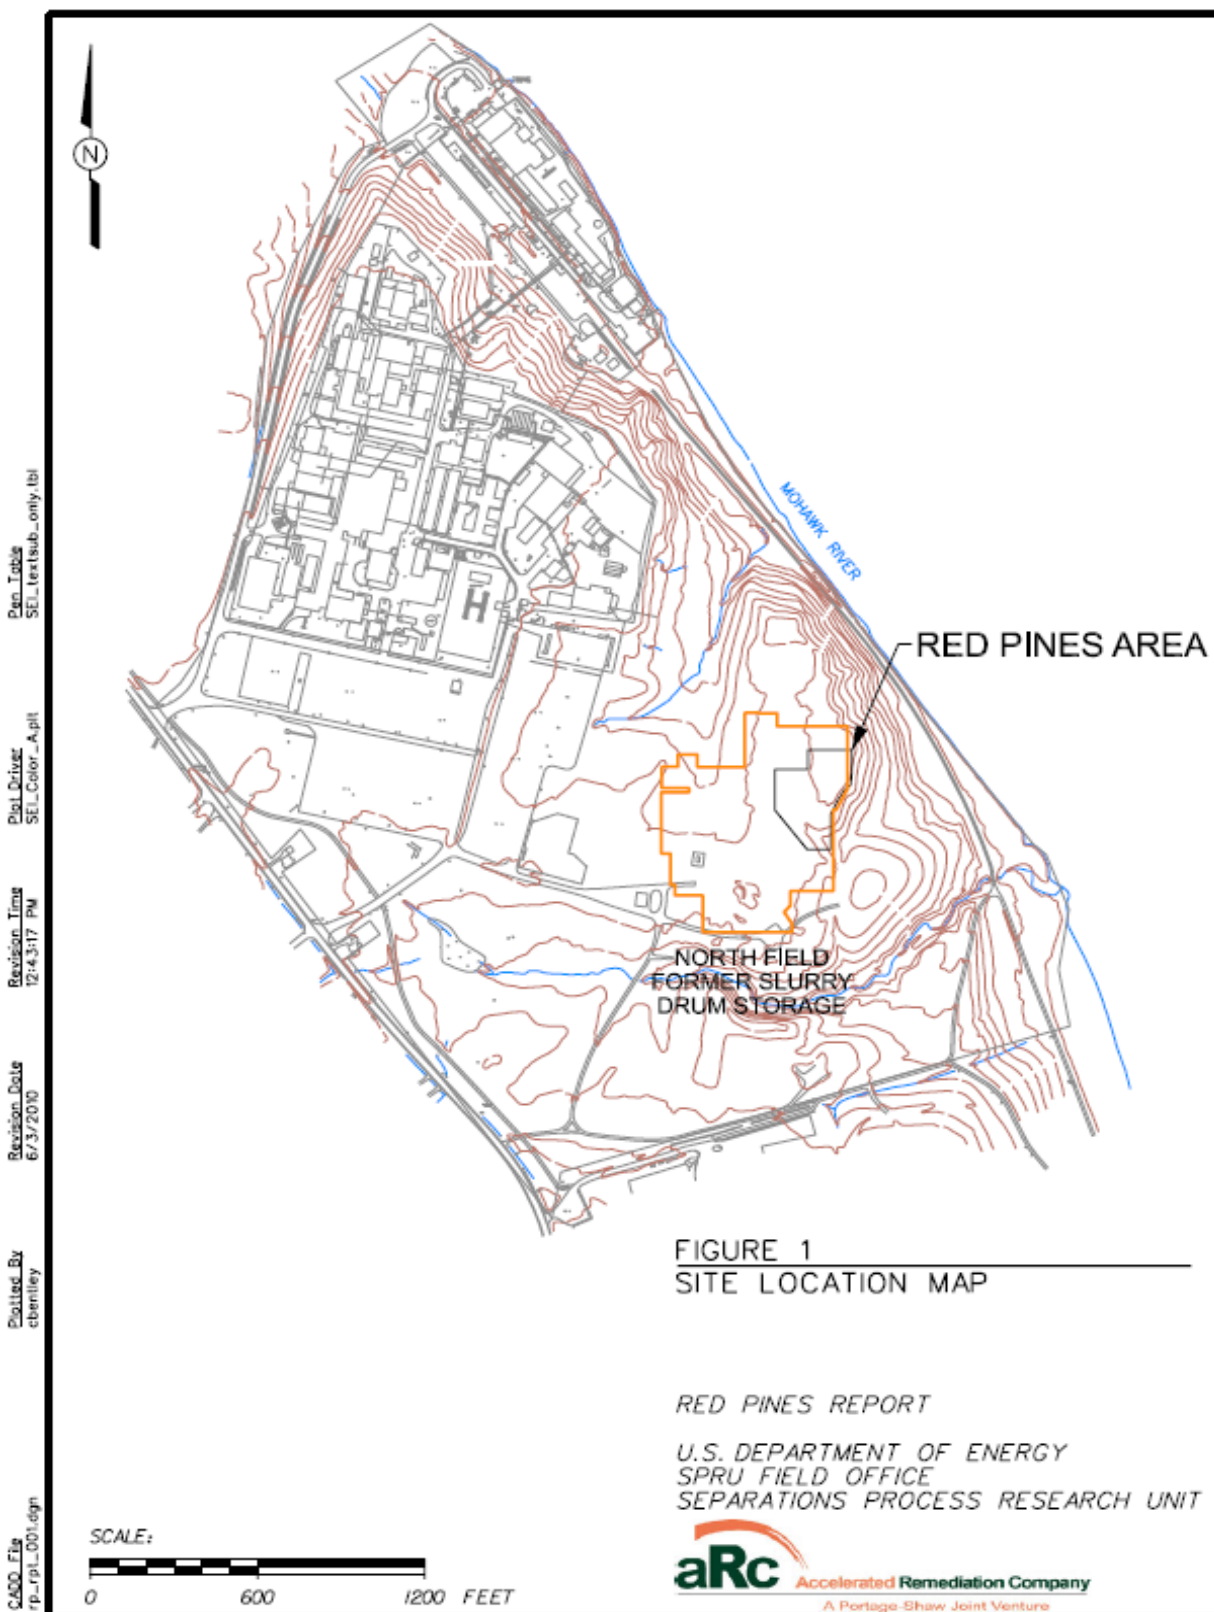 N
MOHAWK RIVER
RED PINES AREA
NORTH FIELD
FORMER SLURRY
DRUM STORAGE
H
FIGURE 1
SITE LOCATION MAP
RED PINES REPORT
U.S. DEPARTMENT OF ENERGY
SPRU FIELD OFFICE
SEPARATIONS PROCESS RESEARCH UNIT
aRc Accelerated Remediation Company
A Portage-Shaw Joint Venture
SCALE:
0 600 1200 FEET
Pen Table
SEI_textsub_only.tbl
Plot Driver
SEI_Color_A.plt
Revision Time
12:43:17 PM
Revision Date
6/3/2010
Plotted By
ebentley
CADD File
rp_rpt_001.dgn